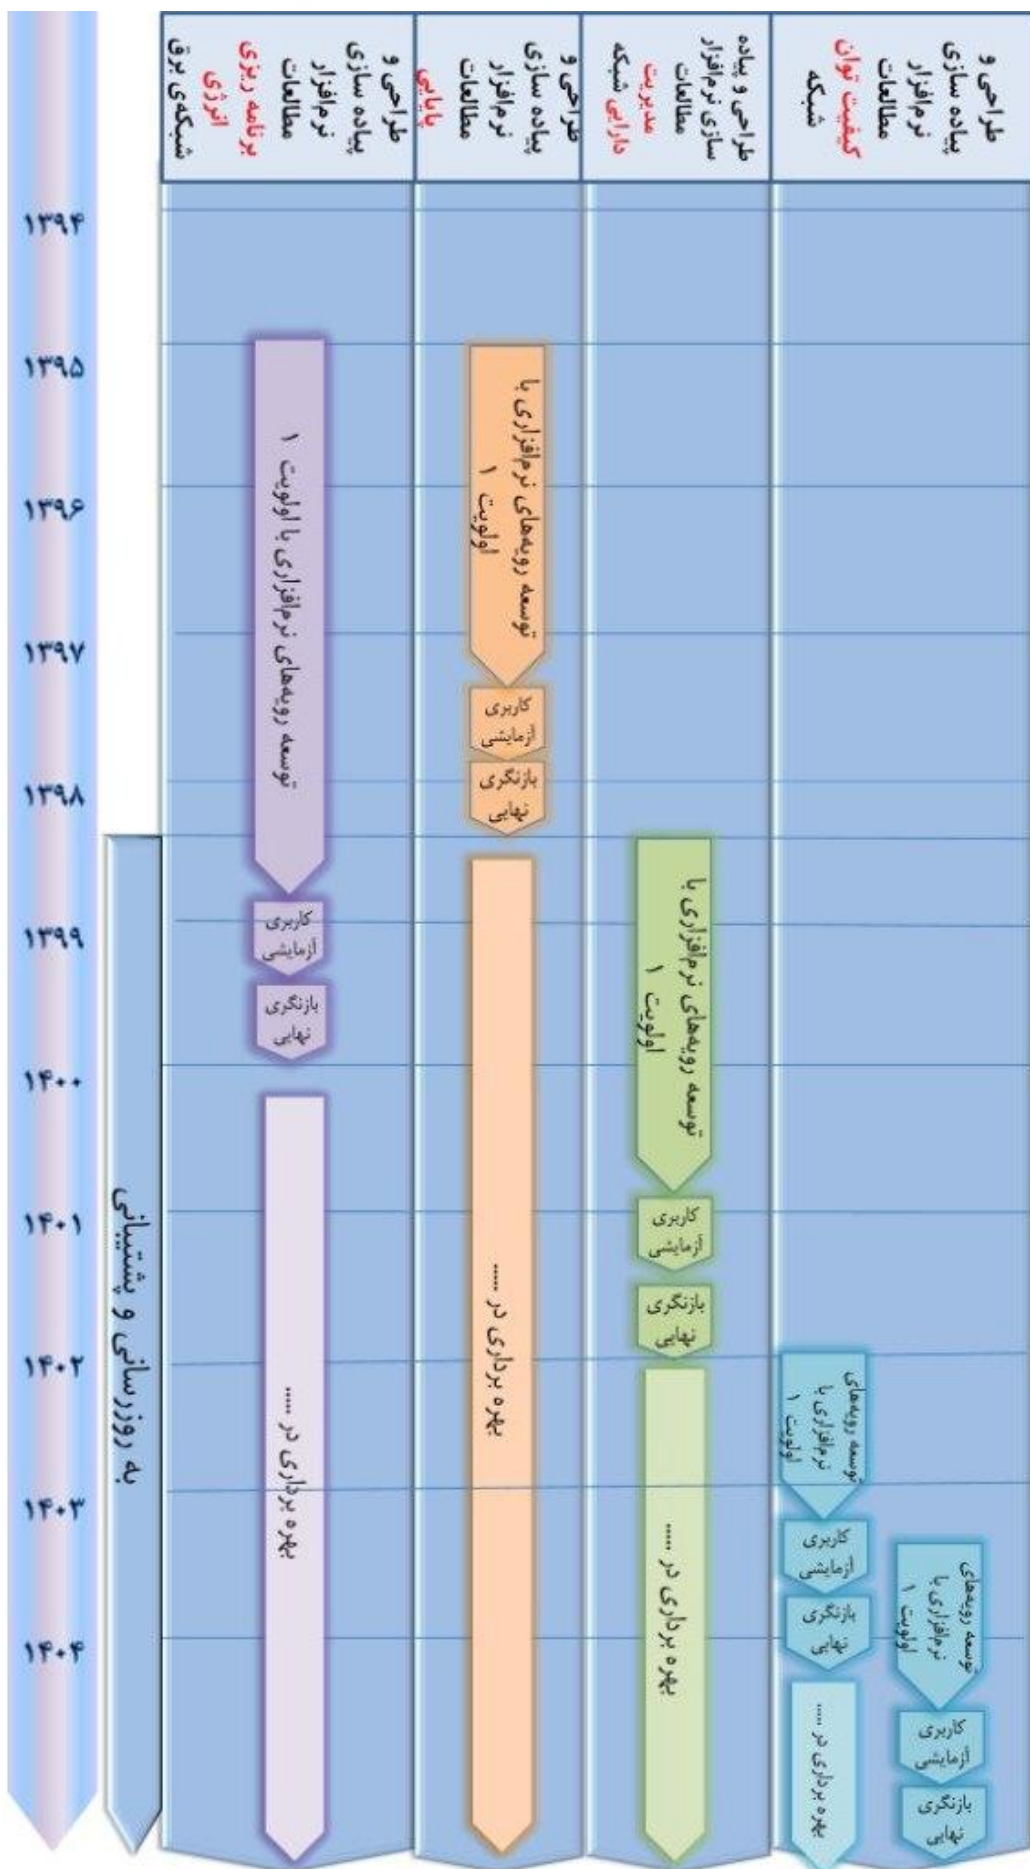 طراحی و
پیاده سازی
نرم‌افزار
مطالعات
کیفیت توان
شبکه
طراحی و پیاده
سازی نرم‌افزار
مطالعات
مدیریت
دارایی شبکه
طراحی و
پیاده سازی
نرم‌افزار
مطالعات
پایایی
طراحی و
پیاده سازی
نرم‌افزار
مطالعات
برنامه ریزی
انرژی
شبکه‌ی برق
توسعه رویه‌های
نرم‌افزاری با
اولویت ۱
کاربری
آزمایشی
بازنگری
نهایی
توسعه رویه‌های
نرم‌افزاری با
اولویت ۱
کاربری
آزمایشی
بازنگری
نهایی
بهره برداری در .....
توسعه رویه‌های نرم‌افزاری با
اولویت ۱
کاربری
آزمایشی
بازنگری
نهایی
بهره برداری در .....
توسعه رویه‌های نرم‌افزاری با
اولویت ۱
کاربری
آزمایشی
بازنگری
نهایی
بهره برداری در .....
توسعه رویه‌های نرم‌افزاری با اولویت ۱
کاربری
آزمایشی
بازنگری
نهایی
بهره برداری در .....
به روزرسانی و پشتیبانی
۱۳۹۴
۱۳۹۵
۱۳۹۶
۱۳۹۷
۱۳۹۸
۱۳۹۹
۱۴۰۰
۱۴۰۱
۱۴۰۲
۱۴۰۳
۱۴۰۴